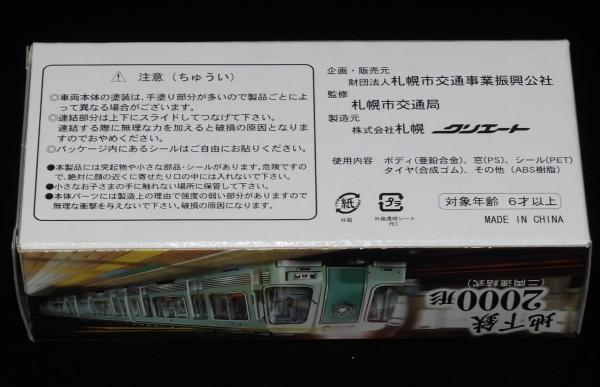 ⚠ 注意（ちゅうい）
◎車両本体の塗装は、手塗り部分が多いので製品ごとによ
って異なる場合がございます。
◎連結部分は上下にスライドしてつなげて下さい。
連結する際に無理な力を加えると破損の原因となりま
すのでおやめください。
◎パッケージ内にあるシールはご自由にお貼りください。
●本製品には突起物や小さな部品・シールがあります。危険ですの
で、絶対に顔の近くに寄せたり口の中には入れないで下さい。
●小さなお子さまの手に触れない場所に保管して下さい。
●本体パーツには製造上の理由で強度の弱い部分がありますので
無理な衝撃を与えないで下さい。破損の原因になります。
企画・販売元
財団法人札幌市交通事業振興公社
監修
札幌市交通局
製造元
株式会社札幌クリエート
使用内容 ボディ(亜鉛合金)、窓(PS)、シール(PET)
タイヤ(合成ゴム)、その他（ABS樹脂）
紙
外箱
プラ
外箱透明シート
PET
対象年齢 6才以上
MADE IN CHINA
地下鉄
2000形
(二両連結式)